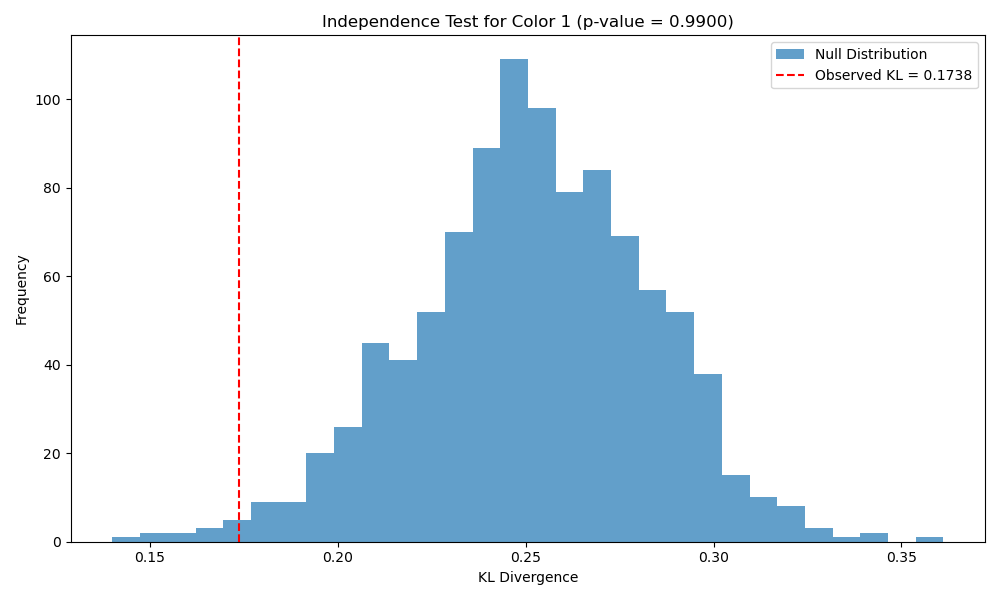 Independence Test for Color 1 (p-value = 0.9900)
Null Distribution
Observed KL = 0.1738
Frequency
100
80
60
40
20
0
0.15 0.20 0.25 0.30 0.35
KL Divergence